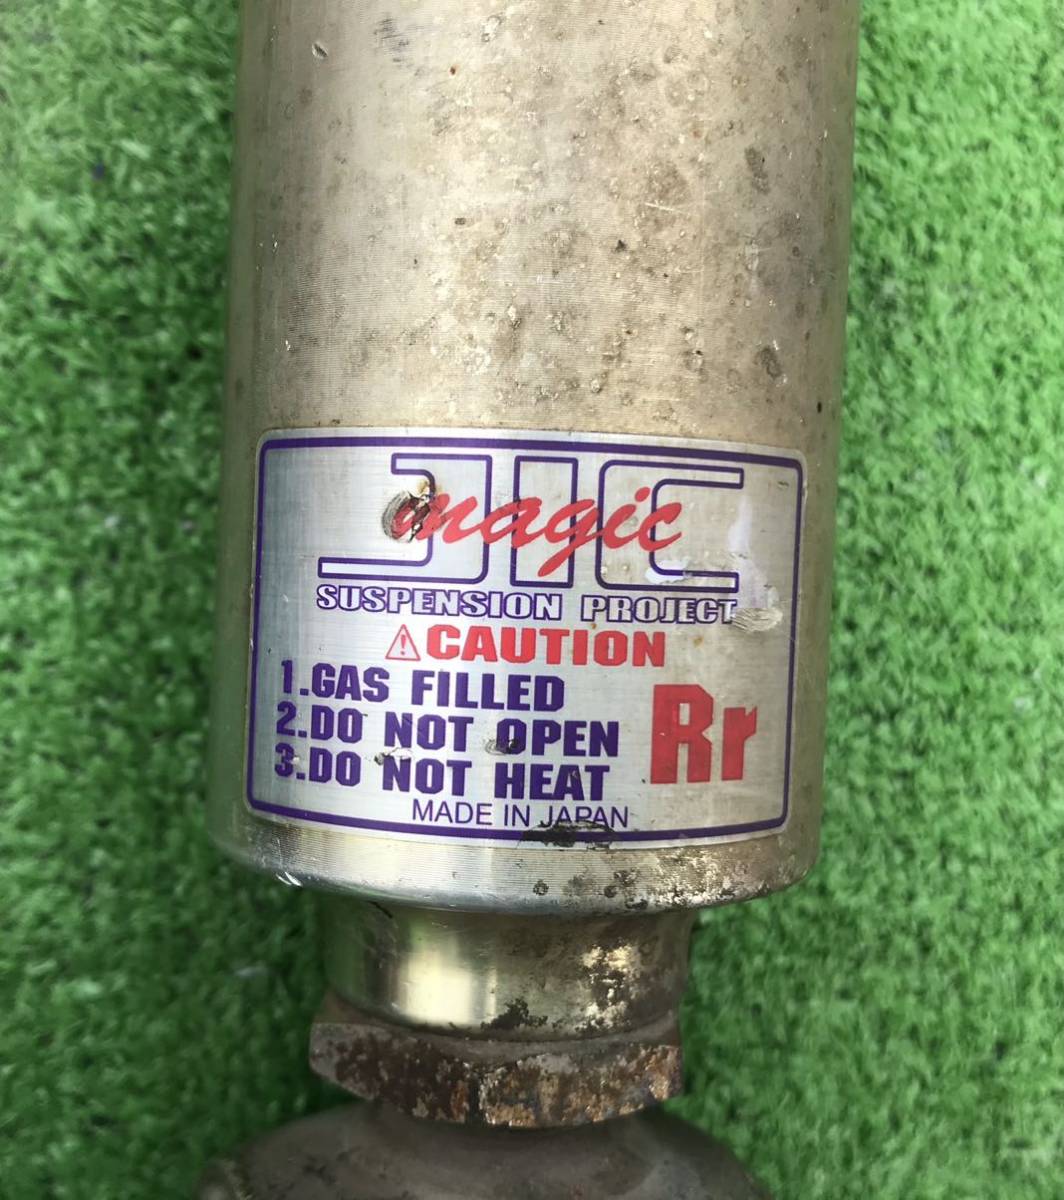 JIC
magic
SUSPENSION PROJECT
⚠CAUTION
1.GAS FILLED
2.DO NOT OPEN
3.DO NOT HEAT
Rr
MADE IN JAPAN